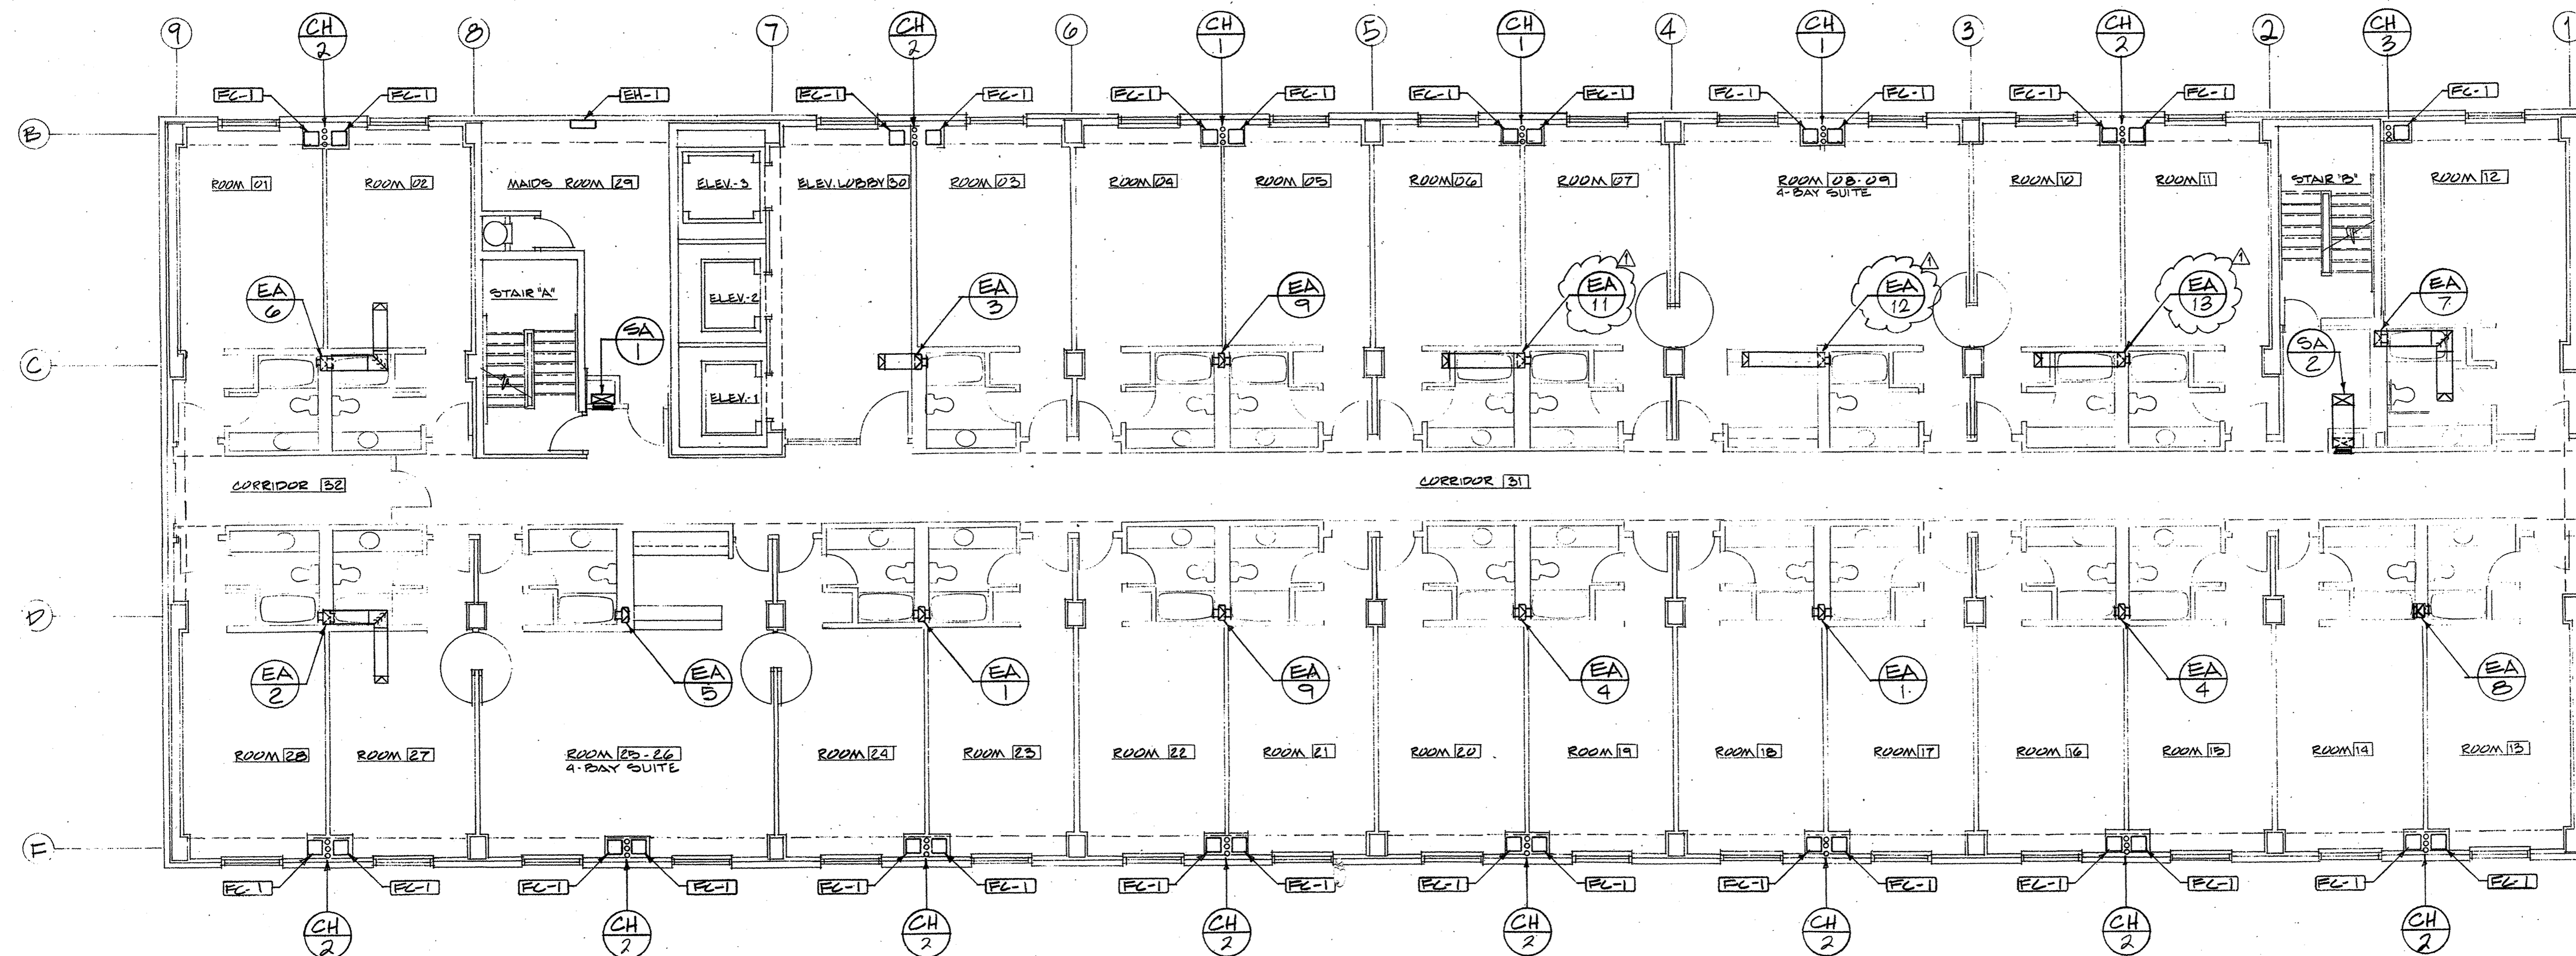 9 CH 2 8 7 CH 2 6 CH 1 5 CH 1 4 CH 1 3 CH 2 2 CH 3 1
FC-1 FC-1 EH-1 FC-1 FC-1 FC-1 FC-1 FC-1 FC-1 FC-1 FC-1 FC-1 FC-1 FC-1
B
ROOM 01 ROOM 02 MAIDS ROOM 29 ELEV.-3 ELEV. LOBBY 30 ROOM 03 ROOM 04 ROOM 05 ROOM 06 ROOM 07 ROOM 08-09 ROOM 10 ROOM 11 STAIR "B" ROOM 12
4-BAY SUITE
1 1 1
EA 6 STAIR "A" ELEV.-2 EA 3 EA 9 EA 11 EA 12 EA 13 EA 7
SA 1 SA 2
C
ELEV.-1
CORRIDOR 32 CORRIDOR 31
D
EA 2 EA 5 EA 1 EA 9 EA 4 EA 1 EA 4 EA 8
ROOM 28 ROOM 27 ROOM 25-26 ROOM 24 ROOM 23 ROOM 22 ROOM 21 ROOM 20 ROOM 19 ROOM 18 ROOM 17 ROOM 16 ROOM 15 ROOM 14 ROOM 13
4-BAY SUITE
E
FC-1 FC-1 FC-1 FC-1 FC-1 FC-1 FC-1 FC-1 FC-1 FC-1 FC-1 FC-1 FC-1 FC-1 FC-1 FC-1
CH 2 CH 2 CH 2 CH 2 CH 2 CH 2 CH 2 CH 2